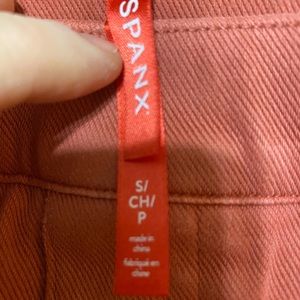 SPANX
S/
CH/
P
made in
china
fabriqué en
chine